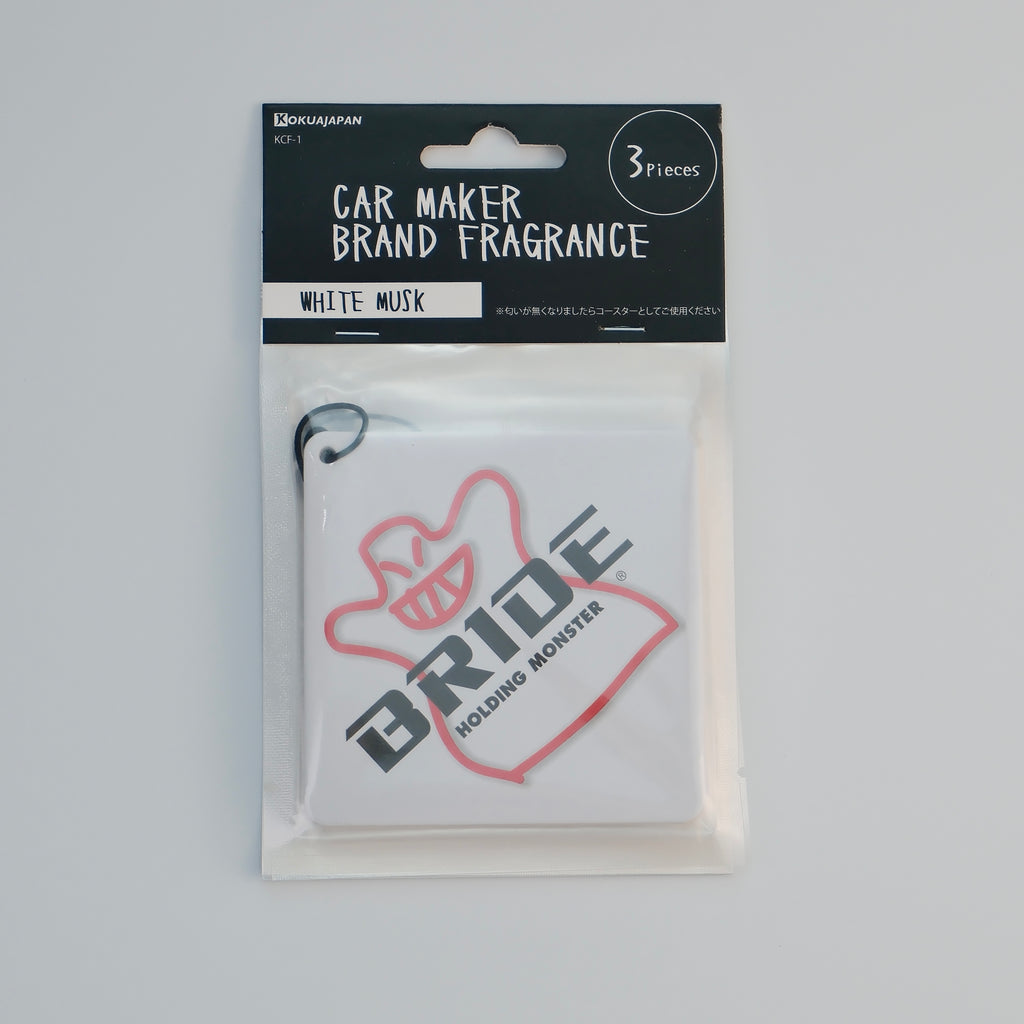 KOKUAJAPAN
KCF-1
3 Pieces
CAR MAKER
BRAND FRAGRANCE
WHITE MUSK
※匂いが無くなりましたらコースターとしてご使用ください
BRIDE
®
HOLDING MONSTER